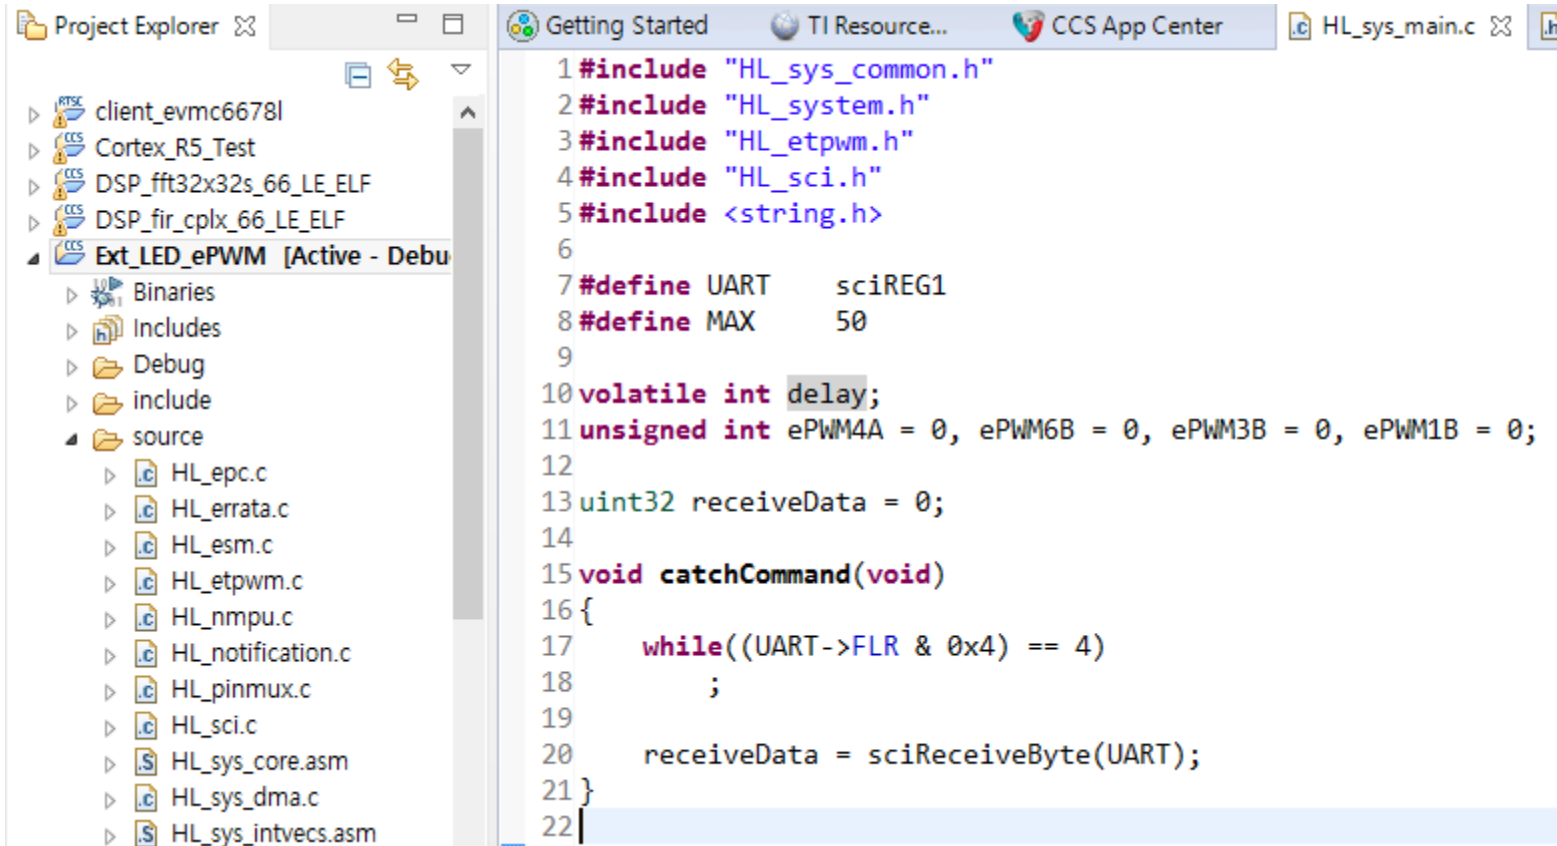 Project Explorer
client_evmc6678l
Cortex_R5_Test
DSP_fft32x32s_66_LE_ELF
DSP_fir_cplx_66_LE_ELF
Ext_LED_ePWM [Active - Debu
Binaries
Includes
Debug
include
source
HL_epc.c
HL_errata.c
HL_esm.c
HL_etpwm.c
HL_nmpu.c
HL_notification.c
HL_pinmux.c
HL_sci.c
HL_sys_core.asm
HL_sys_dma.c
HL_sys_intvecs.asm
Getting Started TI Resource... CCS App Center HL_sys_main.c
1 #include "HL_sys_common.h"
2 #include "HL_system.h"
3 #include "HL_etpwm.h"
4 #include "HL_sci.h"
5 #include <string.h>
6
7 #define UART sciREG1
8 #define MAX 50
9
10 volatile int delay;
11 unsigned int ePWM4A = 0, ePWM6B = 0, ePWM3B = 0, ePWM1B = 0;
12
13 uint32 receiveData = 0;
14
15 void catchCommand(void)
16 {
17 while((UART->FLR & 0x4) == 4)
18 ;
19
20 receiveData = sciReceiveByte(UART);
21 }
22